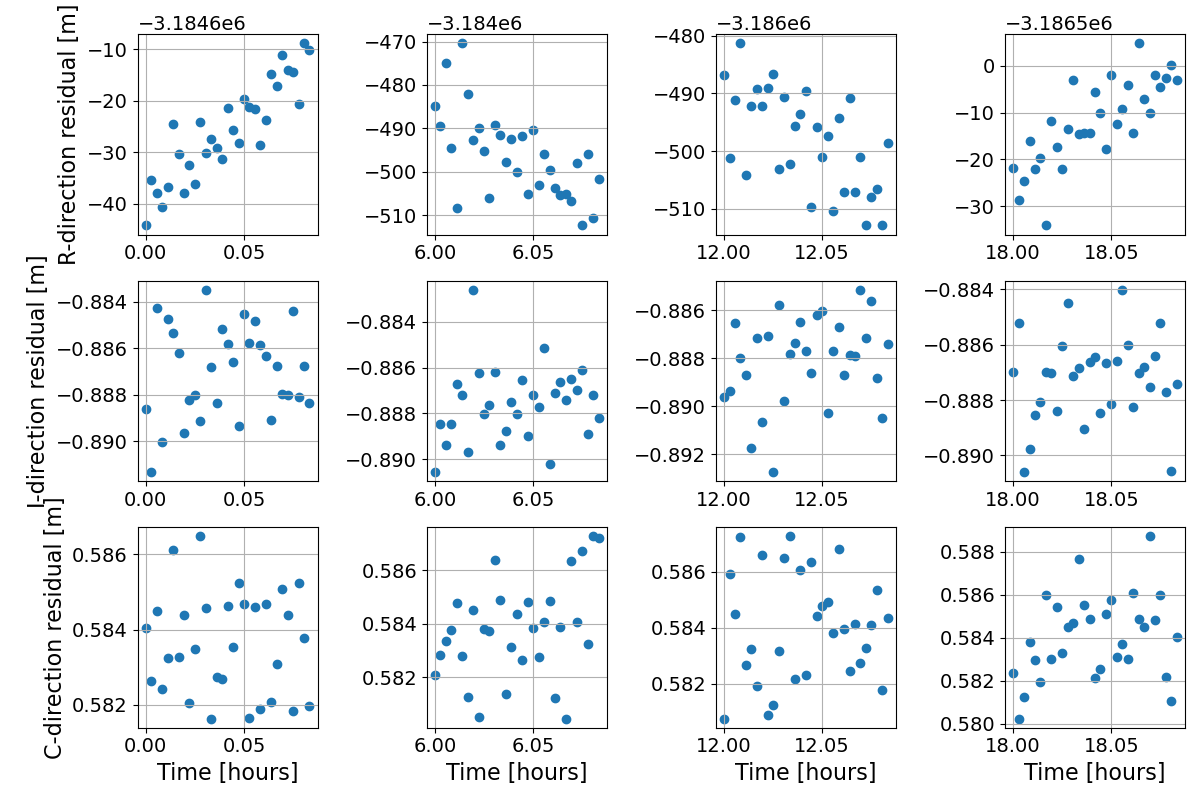 −3.1846e6 −3.184e6 −3.186e6 −3.1865e6
R-direction residual [m]
−10 −20 −30 −40
0.00 0.05
−470 −480 −490 −500 −510
6.00 6.05
−480 −490 −500 −510
12.00 12.05
0 −10 −20 −30
18.00 18.05
I-direction residual [m]
−0.884 −0.886 −0.888 −0.890
0.00 0.05
−0.884 −0.886 −0.888 −0.890
6.00 6.05
−0.886 −0.888 −0.890 −0.892
12.00 12.05
−0.884 −0.886 −0.888 −0.890
18.00 18.05
C-direction residual [m]
0.586 0.584 0.582
0.00 0.05
0.586 0.584 0.582
6.00 6.05
0.586 0.584 0.582
12.00 12.05
0.588 0.586 0.584 0.582 0.580
18.00 18.05
Time [hours] Time [hours] Time [hours] Time [hours]